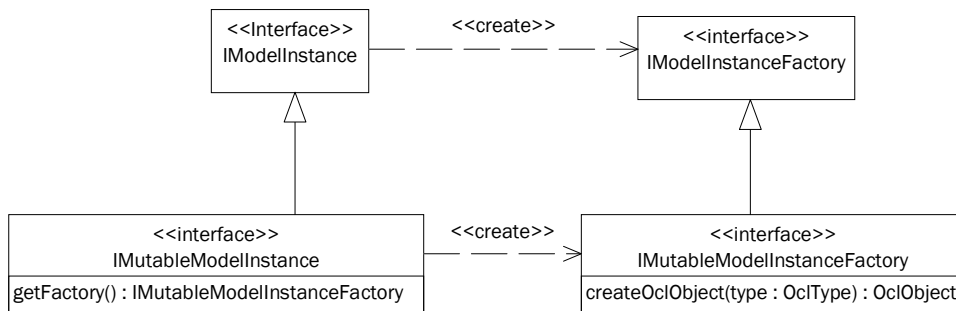 <<Interface>>
IModelInstance
<<create>>
<<interface>>
IModelInstanceFactory
<<interface>>
IMutableModelInstance
getFactory() : IMutableModelInstanceFactory
<<create>>
<<interface>>
IMutableModelInstanceFactory
createOclObject(type : OclType) : OclObject